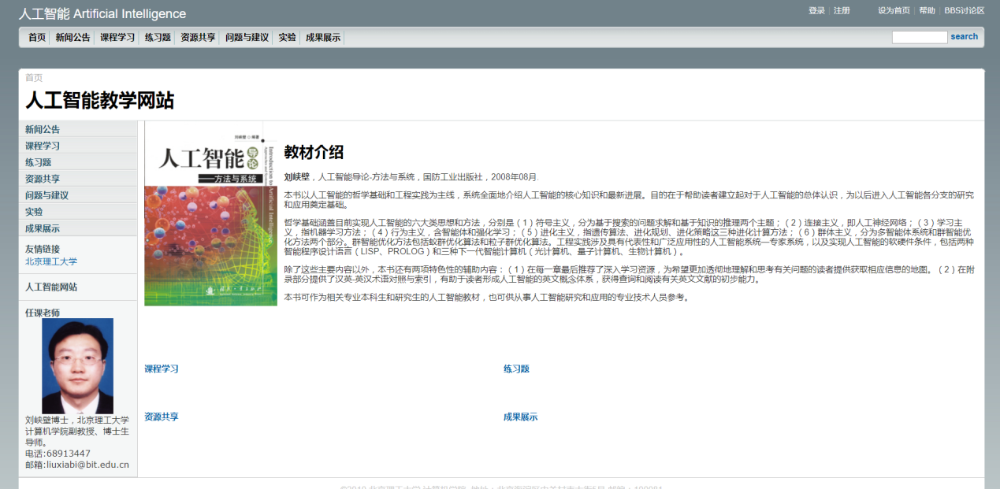 人工智能 Artificial Intelligence
登录 注册 设为首页 帮助 BBS讨论区
首页 新闻公告 课程学习 练习题 资源共享 问题与建议 实验 成果展示 search
首页
人工智能教学网站
新闻公告
课程学习
练习题
资源共享
问题与建议
实验
成果展示
友情链接
北京理工大学
人工智能网站
任课老师
刘峡壁博士，北京理工大学
计算机学院副教授、博士生
导师。
电话:68913447
邮箱:liuxiabi@bit.edu.cn
刘峡壁 编著
人工智能导论
——方法与系统
Introduction to Artificial Intelligence
教材介绍
刘峡壁，人工智能导论-方法与系统，国防工业出版社，2008年08月.
本书以人工智能的哲学基础和工程实践为主线，系统全面地介绍人工智能的核心知识和最新进展。目的在于帮助读者建立起对于人工智能的总体认识，为以后进入人工智能各分支的研究
和应用奠定基础。
哲学基础涵盖目前实现人工智能的六大类思想和方法，分别是（1）符号主义，分为基于搜索的问题求解和基于知识的推理两个主题；（2）连接主义，即人工神经网络；（3）学习主
义，指机器学习方法；（4）行为主义，含智能体和强化学习；（5）进化主义，指遗传算法、进化规划、进化策略这三种进化计算方法；（6）群体主义，分为多智能体系统和群智能优
化方法两个部分。群智能优化方法包括蚁群优化算法和粒子群优化算法。工程实践涉及具有代表性和广泛应用性的人工智能系统—专家系统，以及实现人工智能的软硬件条件，包括两种
智能程序设计语言（LISP、PROLOG）和三种下一代智能计算机（光计算机、量子计算机、生物计算机）。
除了这些主要内容以外，本书还有两项特色性的辅助内容：（1）在每一章最后推荐了深入学习资源，为希望更加透彻地理解和思考有关问题的读者提供获取相应信息的地图。（2）在附
录部分提供了汉英-英汉术语对照与索引，有助于读者形成人工智能的英文概念体系，获得查询和阅读有关英文文献的初步能力。
本书可作为相关专业本科生和研究生的人工智能教材，也可供从事人工智能研究和应用的专业技术人员参考。
课程学习 练习题
资源共享 成果展示